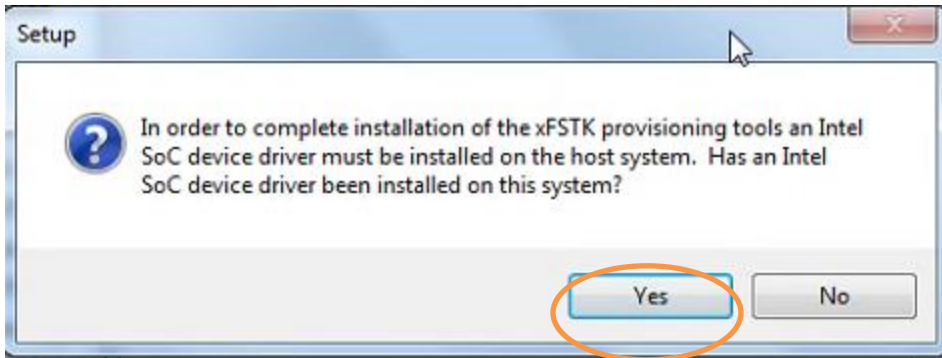 Setup
In order to complete installation of the xFSTK provisioning tools an Intel
SoC device driver must be installed on the host system.  Has an Intel
SoC device driver been installed on this system?
Yes
No